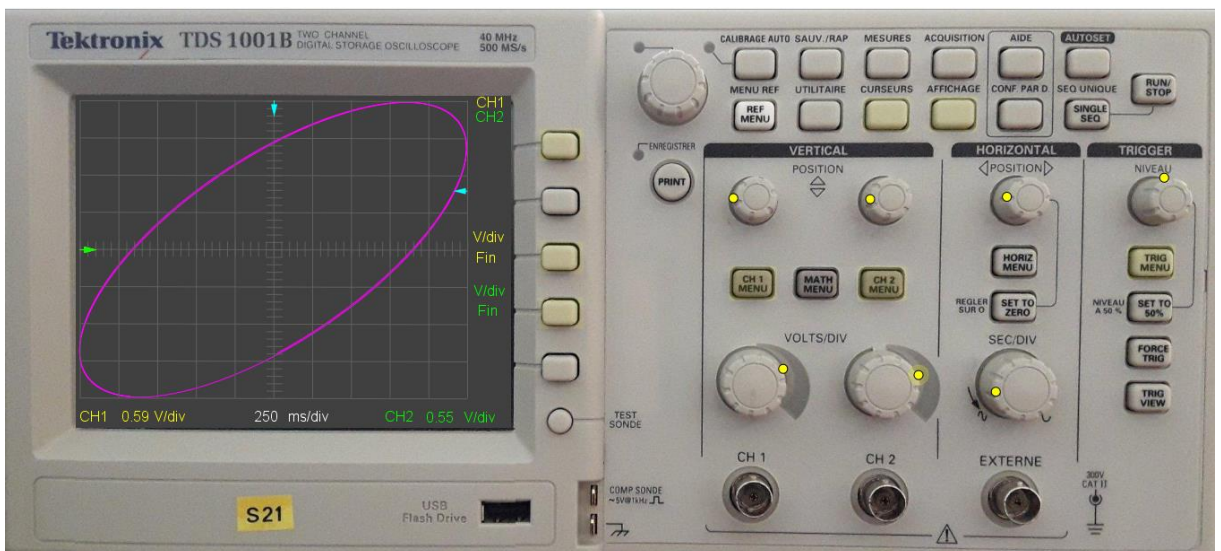 Tektronix TDS 1001B TWO CHANNEL DIGITAL STORAGE OSCILLOSCOPE 40 MHz 500 MS/s
CH1
CH2
V/div
Fin
V/div
Fin
CH1 0.59 V/div 250 ms/div CH2 0.55 V/div
CALIBRAGE AUTO SAUV./RAP MESURES ACQUISITION AIDE AUTOSET
MENU REF UTILITAIRE CURSEURS AFFICHAGE CONF. PAR D. SEQ UNIQUE
RUN/STOP
REF MENU
SINGLE SEQ
ENREGISTRER
PRINT
VERTICAL HORIZONTAL TRIGGER
POSITION POSITION NIVEAU
CH 1 MENU MATH MENU CH 2 MENU
HORIZ MENU
TRIG MENU
REGLER SUR O SET TO ZERO
NIVEAU A 50 % SET TO 50%
VOLTS/DIV SEC/DIV
FORCE TRIG
TRIG VIEW
TEST SONDE
CH 1 CH 2 EXTERNE
300V CAT II
COMP SONDE
~5V@1kHz
USB
Flash Drive
S21